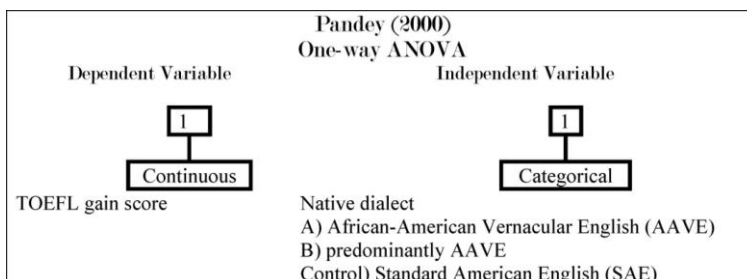 Pandey (2000)
One-way ANOVA
Dependent Variable Independent Variable
1 1
Continuous Categorical
TOEFL gain score Native dialect
A) African-American Vernacular English (AAVE)
B) predominantly AAVE
Control) Standard American English (SAE)